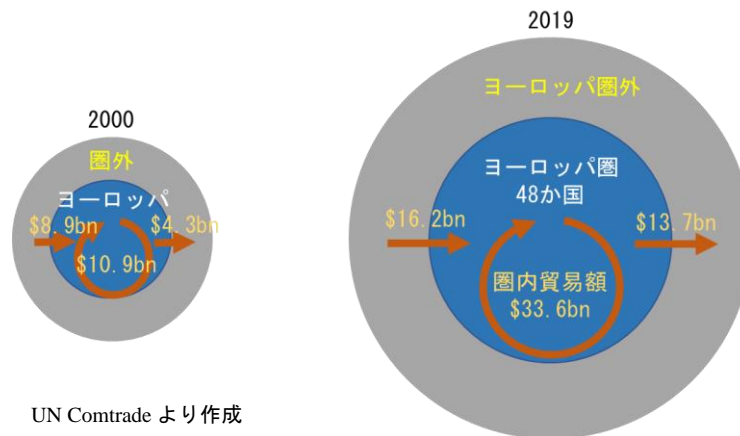 2000
圏外
ヨーロッパ
$8.9bn
$4.3bn
$10.9bn
2019
ヨーロッパ圏外
ヨーロッパ圏
48か国
$16.2bn
$13.7bn
圏内貿易額
$33.6bn
UN Comtrade より作成